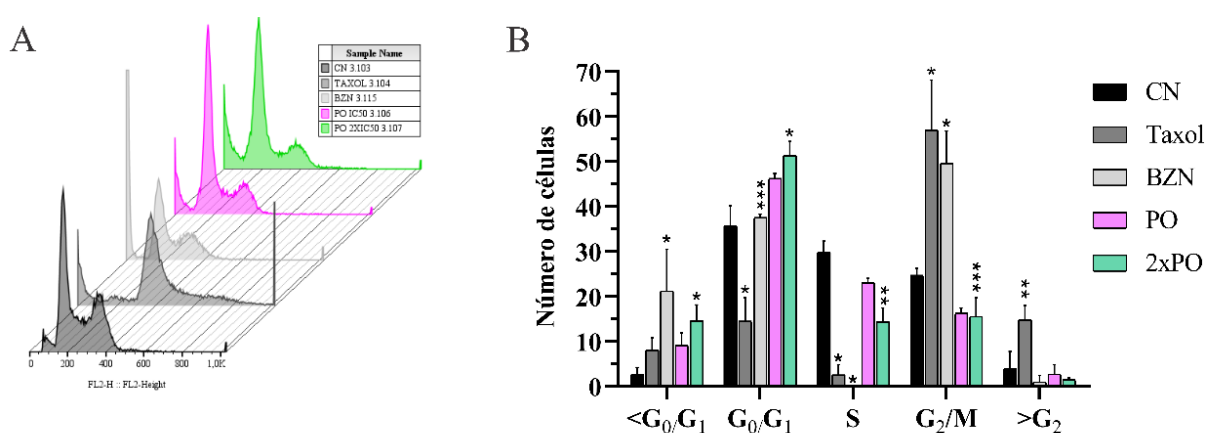 A
Sample Name
CN 3.103
TAXOL 3.104
BZN 3.115
PO IC50 3.106
PO 2XIC50 3.107
0 200 400 600 800
FL2-H :: FL2-Height
B
Número de células
70
60
50
40
30
20
10
0
* *
* *** *
* * **
* * ***
**
<G0/G1 G0/G1 S G2/M >G2
CN
Taxol
BZN
PO
2xPO